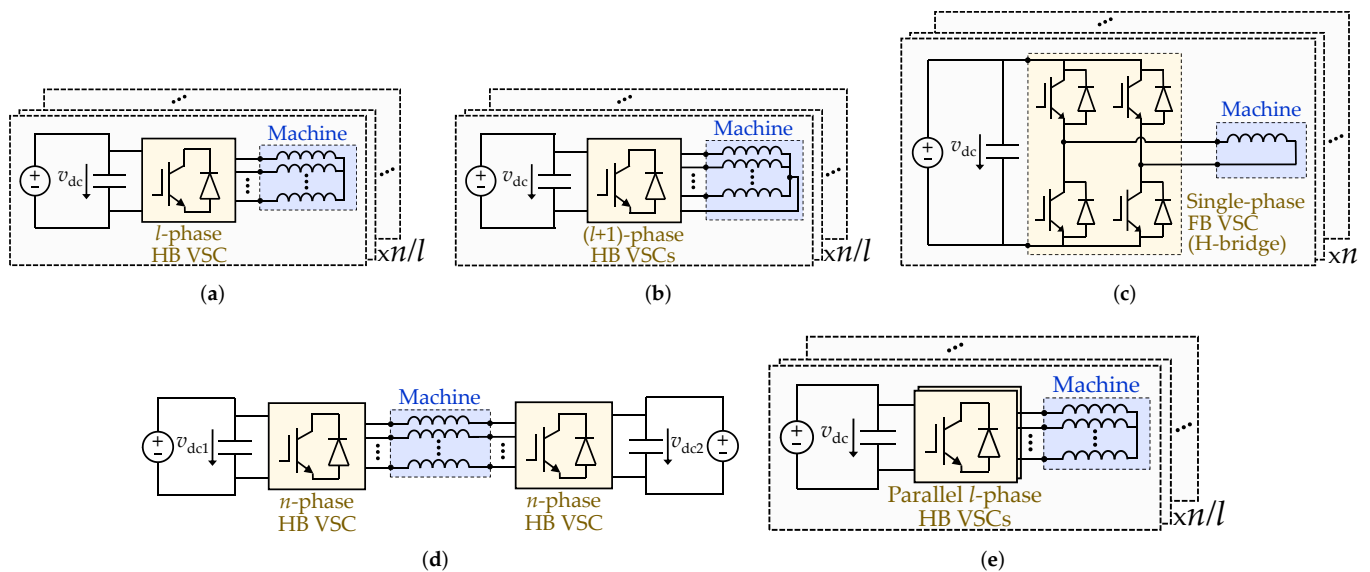 Machine
v_dc
l-phase
HB VSC
xn/l
(a)
Machine
v_dc
(l+1)-phase
HB VSCs
xn/l
(b)
v_dc
Machine
Single-phase
FB VSC
(H-bridge)
xn
(c)
Machine
v_dc1
v_dc2
n-phase
HB VSC
n-phase
HB VSC
(d)
Machine
v_dc
Parallel l-phase
HB VSCs
xn/l
(e)